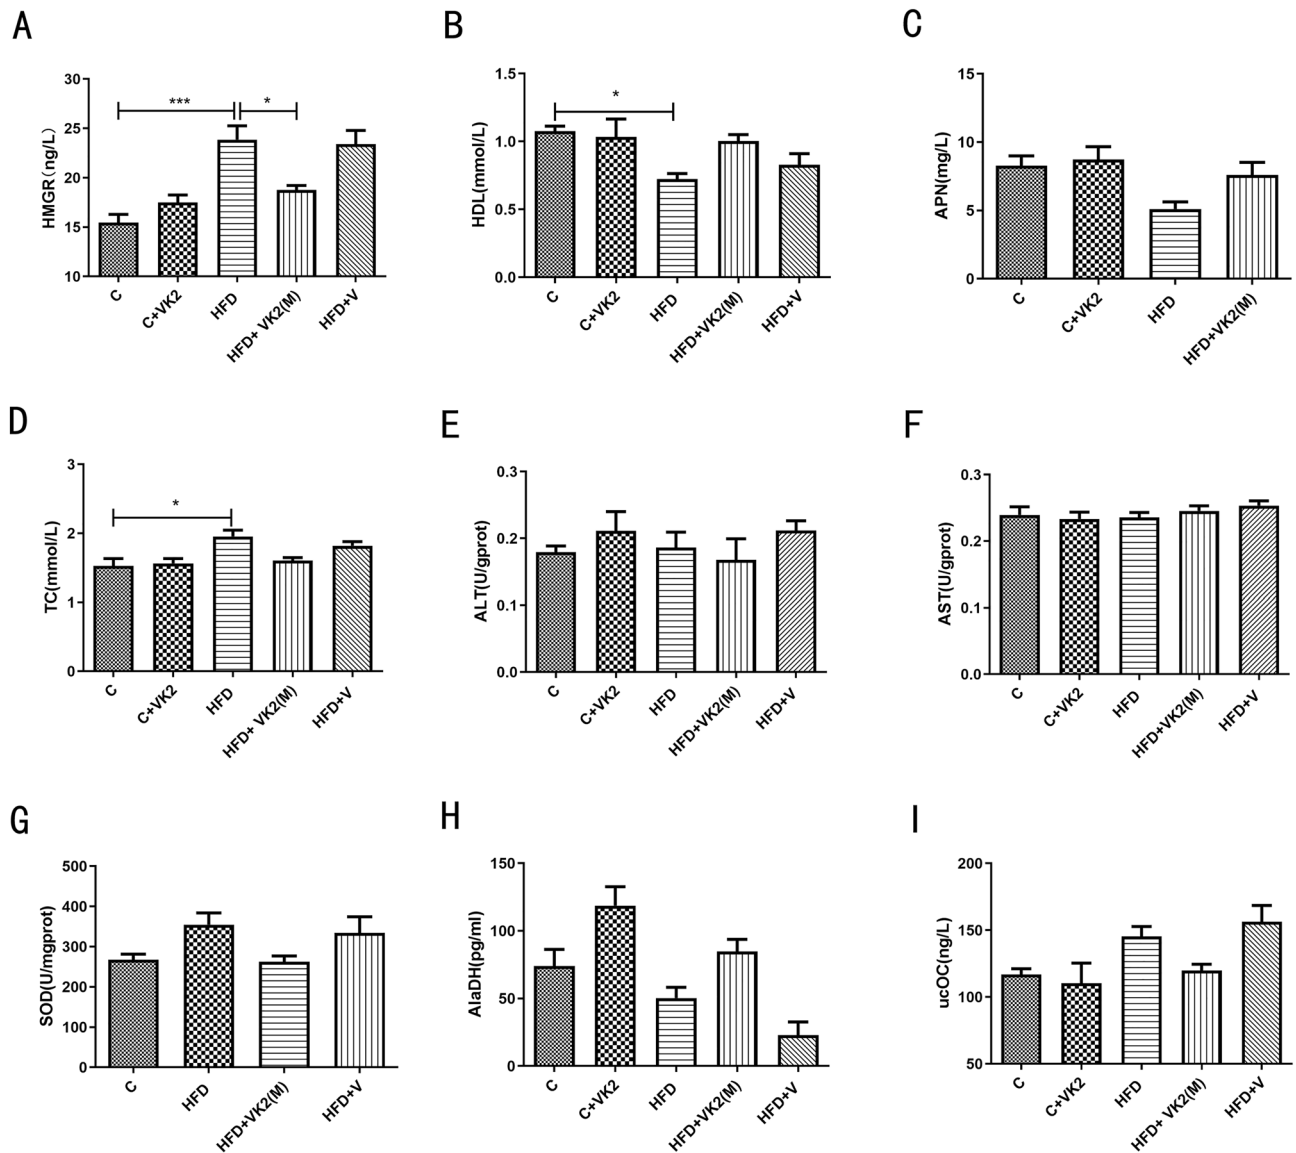 A
HMGR（ng/L）
30
25
20
15
10
***
*
C
C+VK2
HFD
HFD+ VK2(M)
HFD+V
B
HDL(mmol/L)
1.5
1.0
0.5
0.0
*
C
C+VK2
HFD
HFD+VK2(M)
HFD+V
C
APN(mg/L)
15
10
5
0
C
C+VK2
HFD
HFD+VK2(M)
D
TC(mmol/L)
3
2
1
0
*
C
C+VK2
HFD
HFD+ VK2(M)
HFD+V
E
ALT(U/gprot)
0.3
0.2
0.1
0.0
C
C+VK2
HFD
HFD+VK2(M)
HFD+V
F
AST(U/gprot)
0.3
0.2
0.1
0.0
C
C+VK2
HFD
HFD+VK2(M)
HFD+V
G
SOD(U/mgprot)
500
400
300
200
100
0
C
HFD
HFD+VK2(M)
HFD+V
H
AlaDH(pg/ml)
150
100
50
0
C
C+VK2
HFD
HFD+VK2(M)
HFD+V
I
ucOC(ng/L)
200
150
100
50
C
C+VK2
HFD
HFD+ VK2(M)
HFD+V